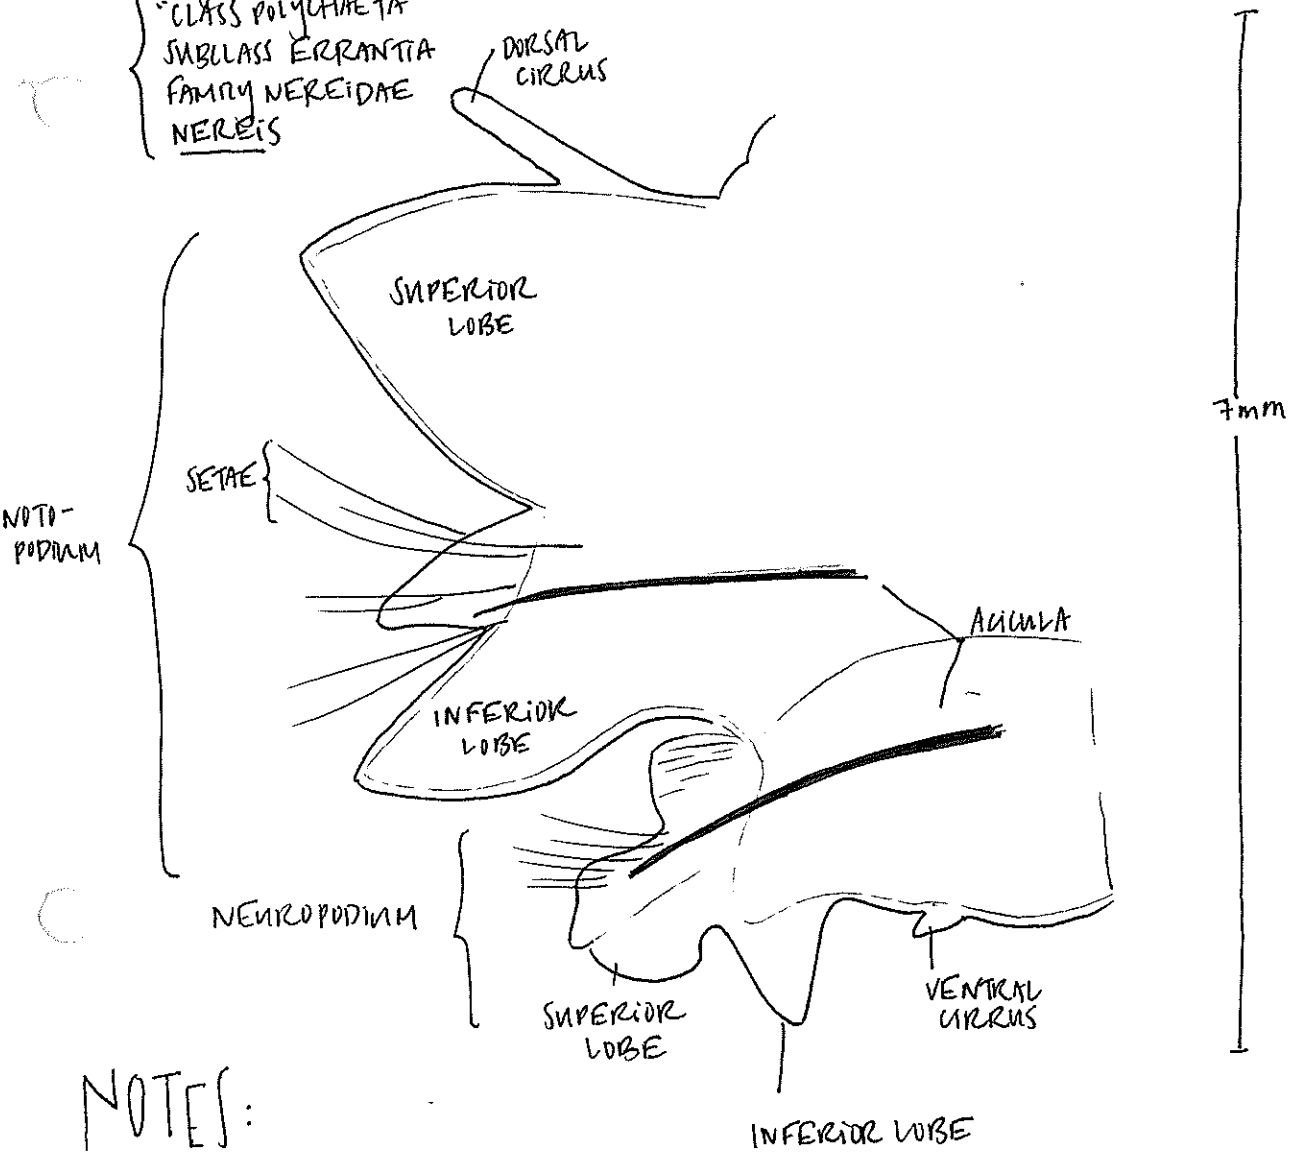 "CLASS POLYCHAETA
SUBCLASS ERRANTIA
FAMILY NEREIDAE
NEREIS
DORSAL
CIRRUS
SUPERIOR
LOBE
7mm
SETAE
NOTO-
PODIUM
ACICULA
INFERIOR
LOBE
NEUROPODIUM
SUPERIOR
LOBE
VENTRAL
CIRRUS
INFERIOR LOBE
NOTES: